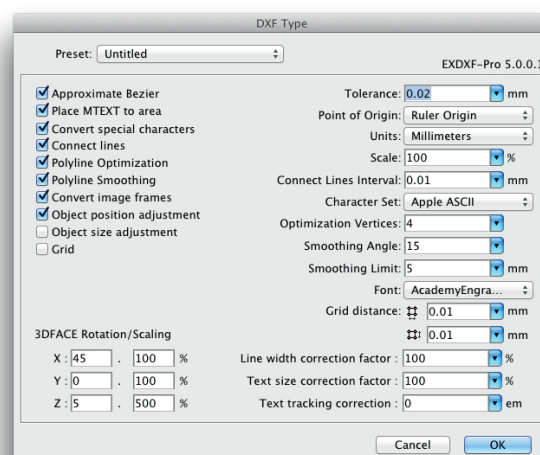 DXF Type
Preset: Untitled
EXDXF-Pro 5.0.0.1
Approximate Bezier
Place MTEXT to area
Convert special characters
Connect lines
Polyline Optimization
Polyline Smoothing
Convert image frames
Object position adjustment
Object size adjustment
Grid
Tolerance: 0.02 mm
Point of Origin: Ruler Origin
Units: Millimeters
Scale: 100 %
Connect Lines Interval: 0.01 mm
Character Set: Apple ASCII
Optimization Vertices: 4
Smoothing Angle: 15
Smoothing Limit: 5 mm
Font: AcademyEngra...
Grid distance: 0.01 mm
0.01 mm
3DFACE Rotation/Scaling
X : 45 . 100 %
Y : 0 . 100 %
Z : 5 . 500 %
Line width correction factor : 100 %
Text size correction factor : 100 %
Text tracking correction : 0 em
Cancel OK